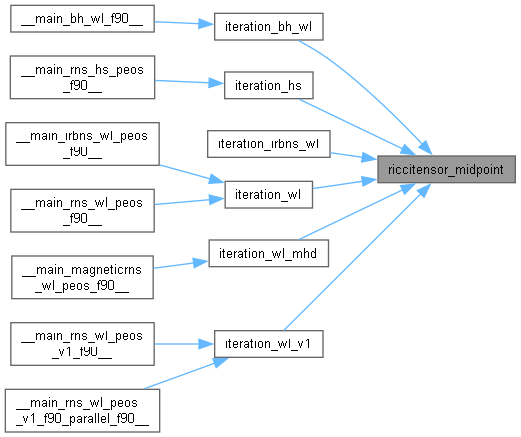 __main_bh_wl_f90__
iteration_bh_wl
__main_rns_hs_peos
_f90__
iteration_hs
__main_irbns_wl_peos
_f90__
iteration_irbns_wl
riccitensor_midpoint
__main_rns_wl_peos
_f90__
iteration_wl
__main_magneticrns
_wl_peos_f90__
iteration_wl_mhd
__main_rns_wl_peos
_v1_f90__
iteration_wl_v1
__main_rns_wl_peos
_v1_f90_parallel_f90__